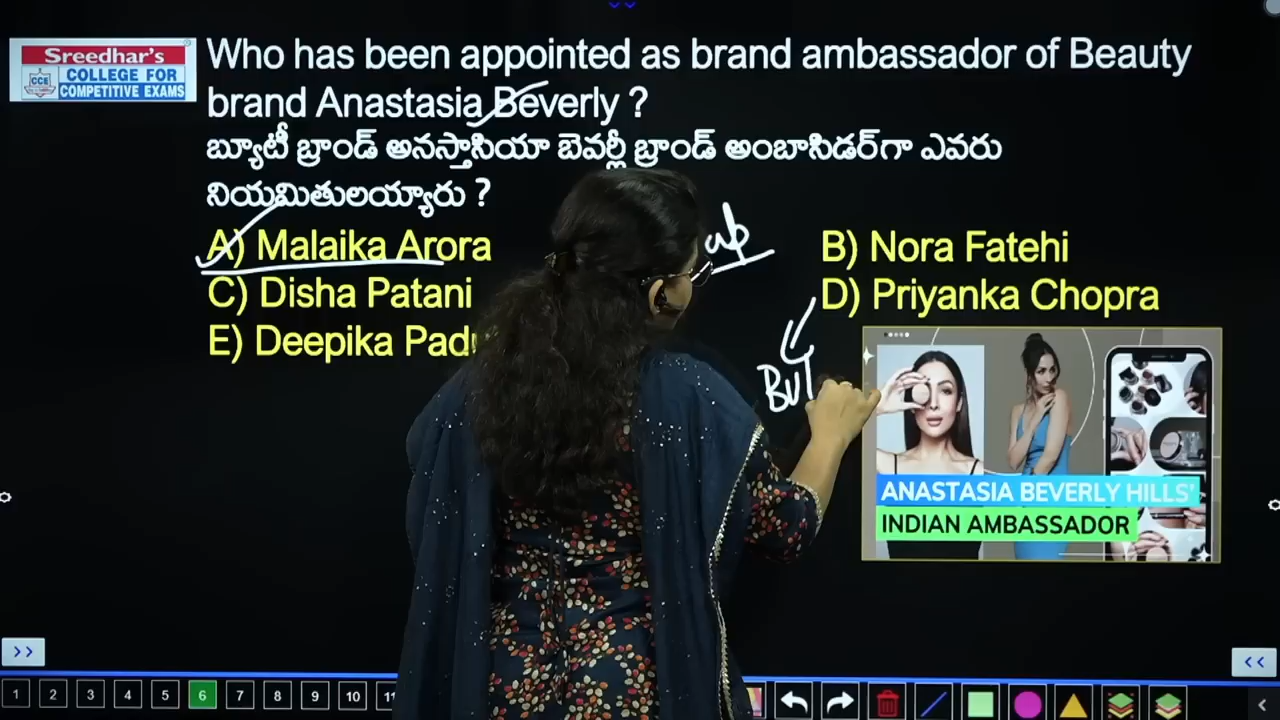 Sreedhar's
CCE
COLLEGE FOR
COMPETITIVE EXAMS
Who has been appointed as brand ambassador of Beauty
brand Anastasia Beverly ?
బ్యూటీ బ్రాండ్ అనస్తాసియా బెవర్లీ బ్రాండ్ అంబాసిడర్‌గా ఎవరు
నియమితులయ్యారు ?
A) Malaika Arora
B) Nora Fatehi
C) Disha Patani
D) Priyanka Chopra
E) Deepika Padu
BUT
ANASTASIA BEVERLY HILLS'
INDIAN AMBASSADOR
>>
<<
1 2 3 4 5 6 7 8 9 10 11